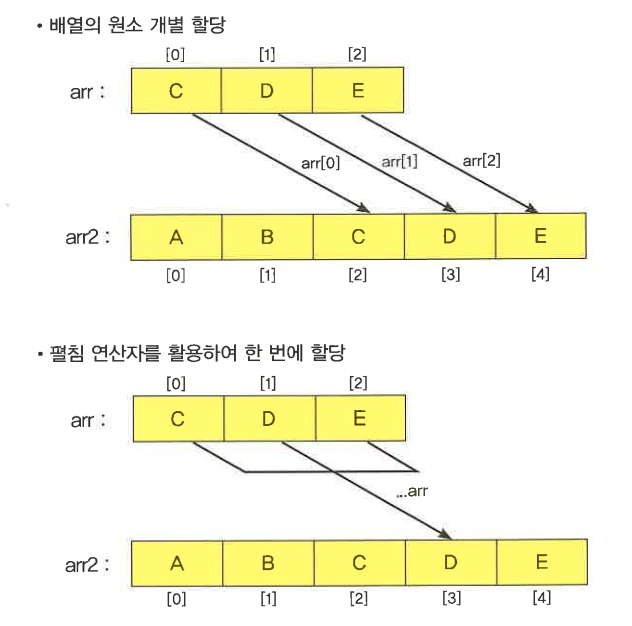 • 배열의 원소 개별 할당
[0] [1] [2]
arr : C D E
arr[0] arr[1] arr[2]
arr2 : A B C D E
[0] [1] [2] [3] [4]
• 펼침 연산자를 활용하여 한 번에 할당
[0] [1] [2]
arr : C D E
...arr
arr2 : A B C D E
[0] [1] [2] [3] [4]